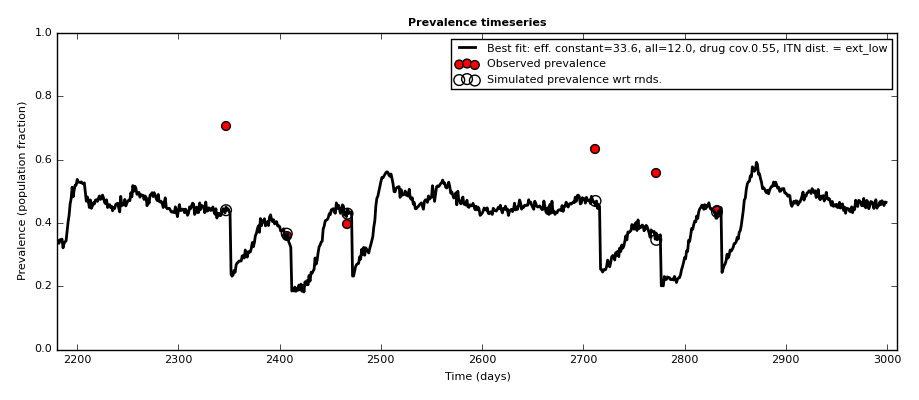 Prevalence timeseries
Best fit: eff. constant=33.6, all=12.0, drug cov.0.55, ITN dist. = ext_low
Observed prevalence
Simulated prevalence wrt rnds.
Prevalence (population fraction)
1.0
0.8
0.6
0.4
0.2
0.0
2200 2300 2400 2500 2600 2700 2800 2900 3000
Time (days)